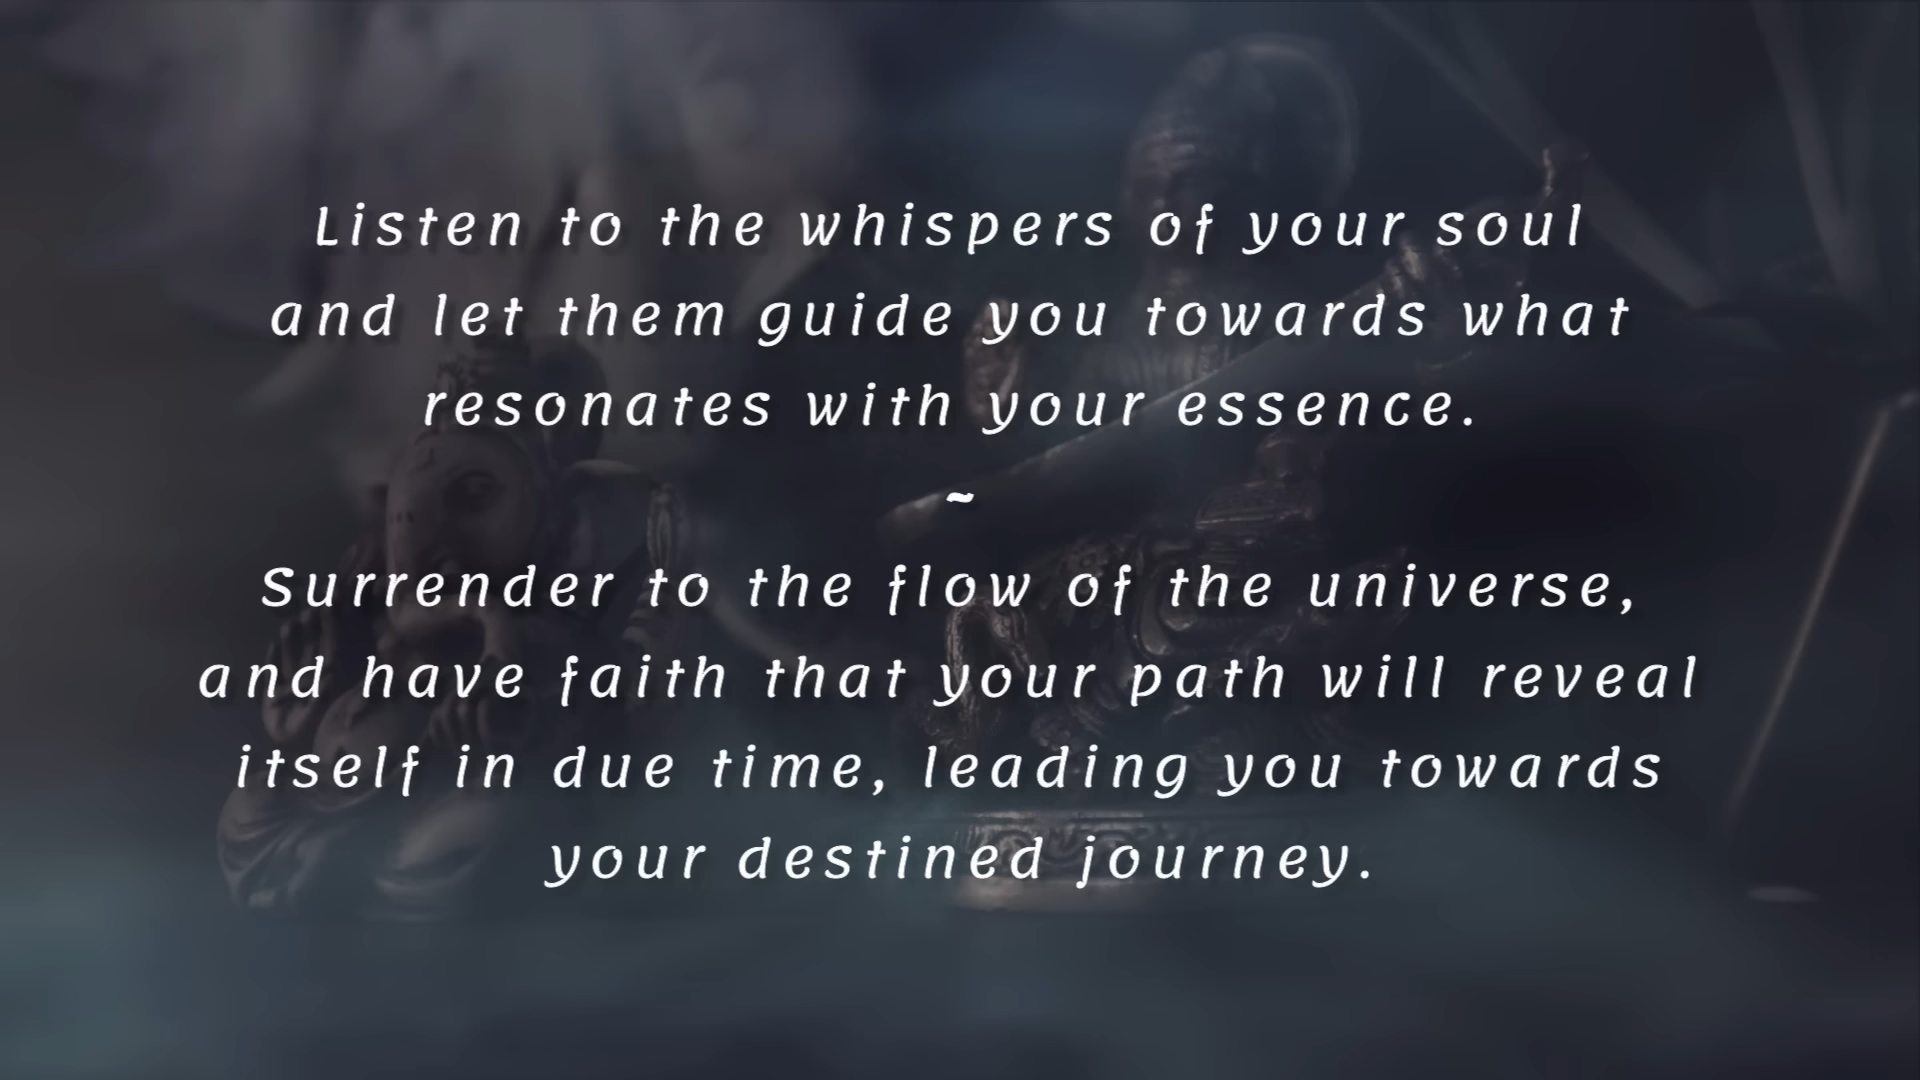 Listen to the whispers of your soul
and let them guide you towards what
resonates with your essence.
~
Surrender to the flow of the universe,
and have faith that your path will reveal
itself in due time, leading you towards
your destined journey.